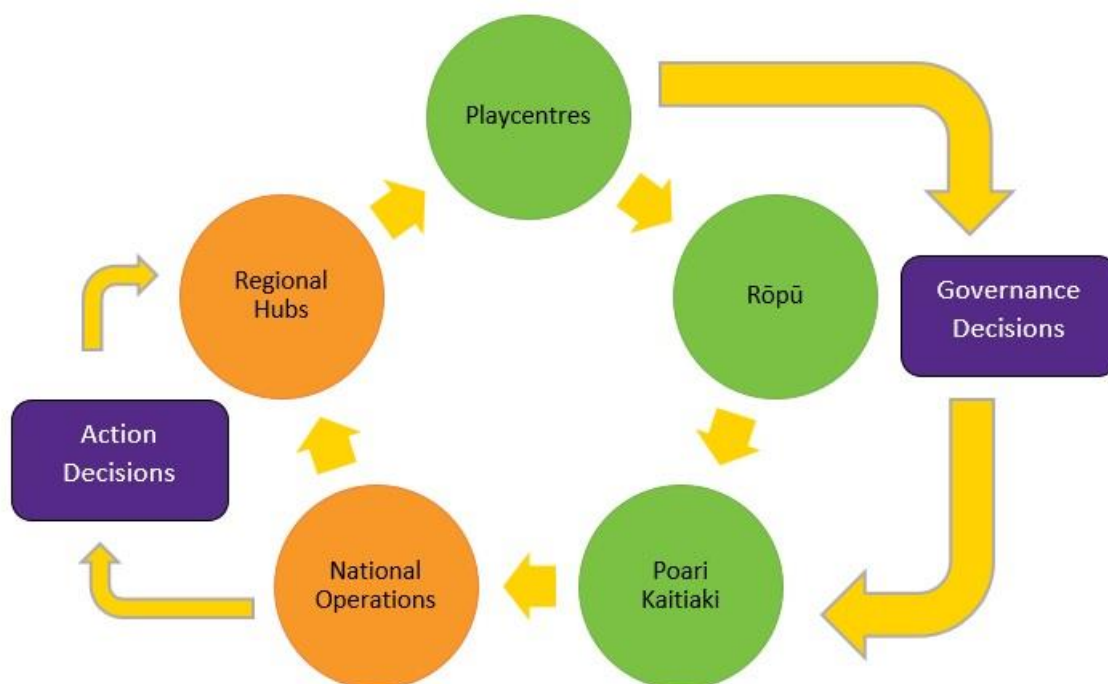 Playcentres
Rōpū
Governance
Decisions
Poari
Kaitiaki
National
Operations
Action
Decisions
Regional
Hubs